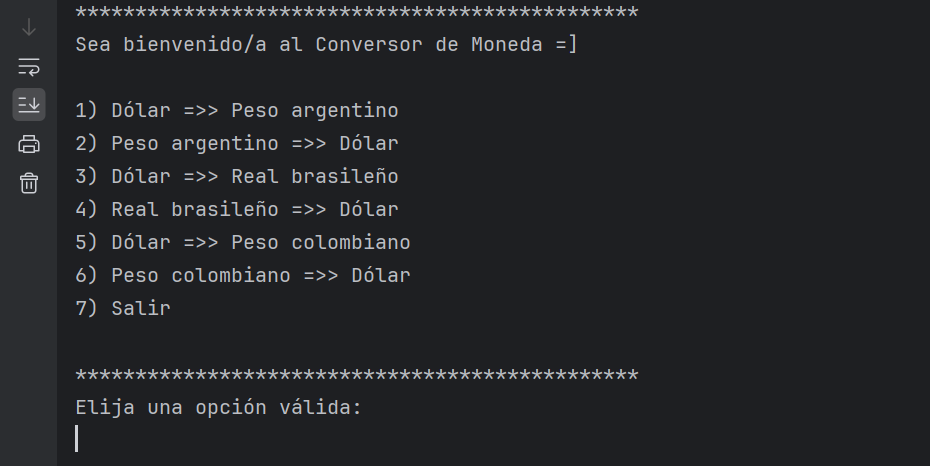 ***********************************************
Sea bienvenido/a al Conversor de Moneda =]
1) Dólar =>> Peso argentino
2) Peso argentino =>> Dólar
3) Dólar =>> Real brasileño
4) Real brasileño =>> Dólar
5) Dólar =>> Peso colombiano
6) Peso colombiano =>> Dólar
7) Salir
***********************************************
Elija una opción válida: